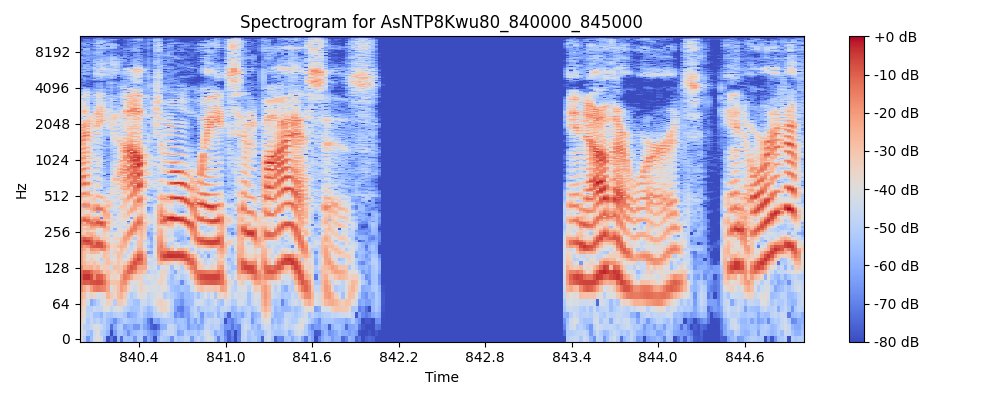 Spectrogram for AsNTP8Kwu80_840000_845000
8192
4096
2048
1024
512
256
128
64
0
Hz
840.4 841.0 841.6 842.2 842.8 843.4 844.0 844.6
Time
+0 dB
-10 dB
-20 dB
-30 dB
-40 dB
-50 dB
-60 dB
-70 dB
-80 dB